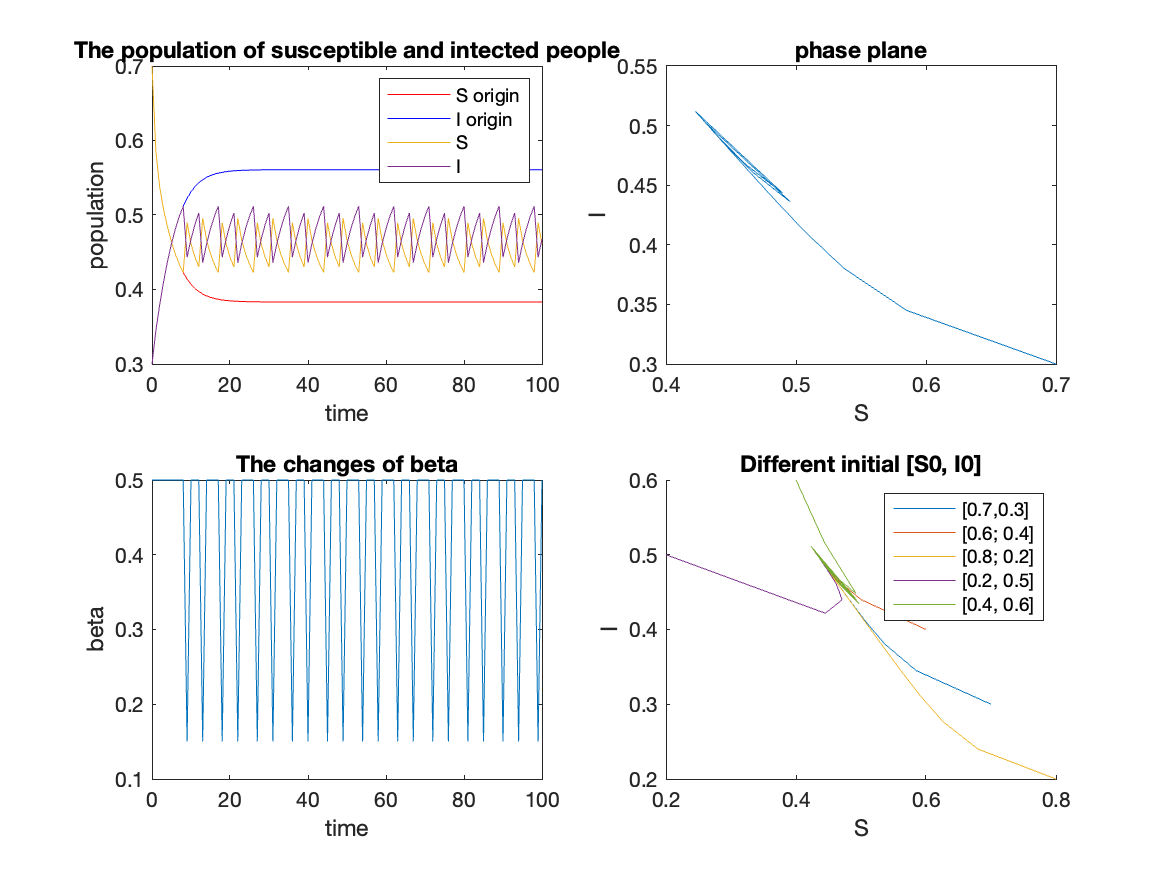 The population of susceptible and intected people
0.7
0.6
0.5
0.4
0.3
population
0
20
40
60
80
100
time
S origin
I origin
S
I
phase plane
0.55
0.5
0.45
0.4
0.35
0.3
I
0.4
0.5
0.6
0.7
S
The changes of beta
0.5
0.4
0.3
0.2
0.1
beta
0
20
40
60
80
100
time
Different initial [S0, I0]
0.6
0.5
0.4
0.3
0.2
I
0.2
0.4
0.6
0.8
S
[0.7,0.3]
[0.6; 0.4]
[0.8; 0.2]
[0.2, 0.5]
[0.4, 0.6]